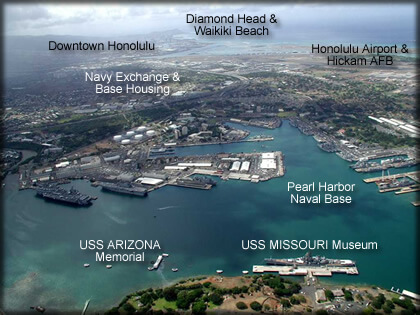 Diamond Head &
Waikiki Beach
Downtown Honolulu
Honolulu Airport &
Hickam AFB
Navy Exchange &
Base Housing
Pearl Harbor
Naval Base
USS ARIZONA
Memorial
USS MISSOURI Museum